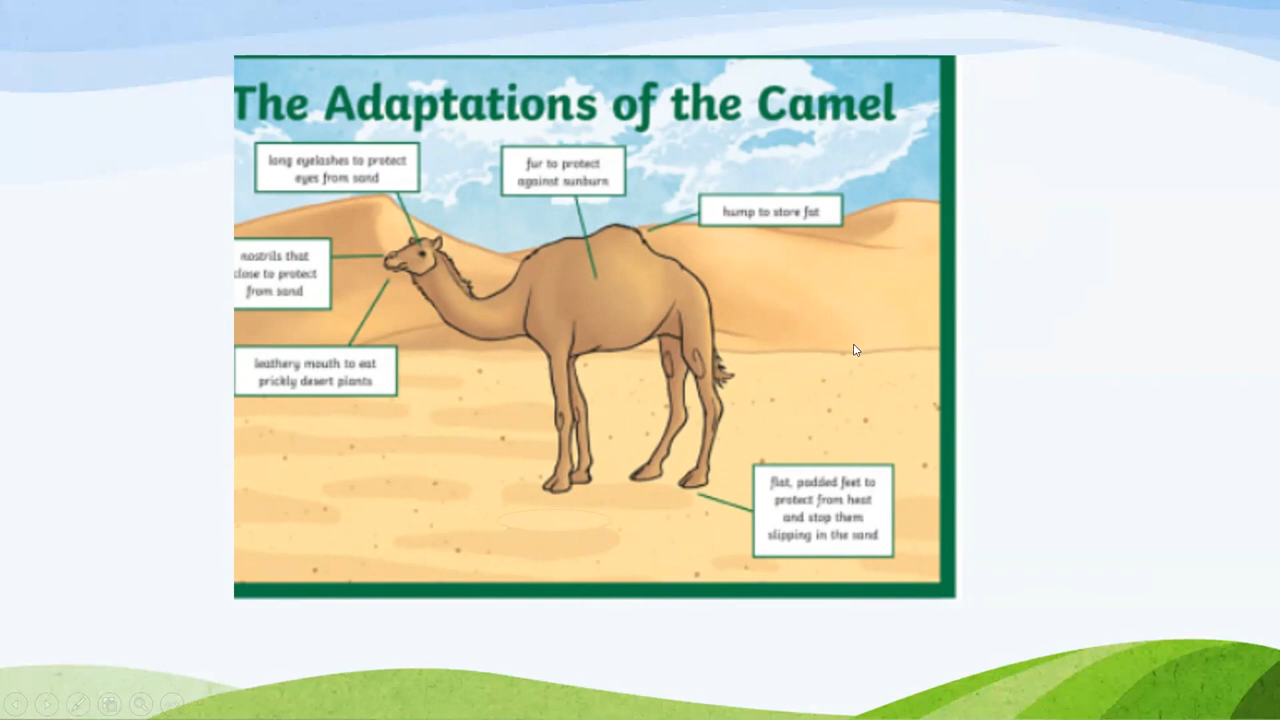 The Adaptations of the Camel
long eyelashes to protect
eyes from sand
fur to protect
against sunburn
hump to store fat
nostrils that
close to protect
from sand
leathery mouth to eat
prickly desert plants
flat, padded feet to
protect from heat
and stop them
slipping in the sand